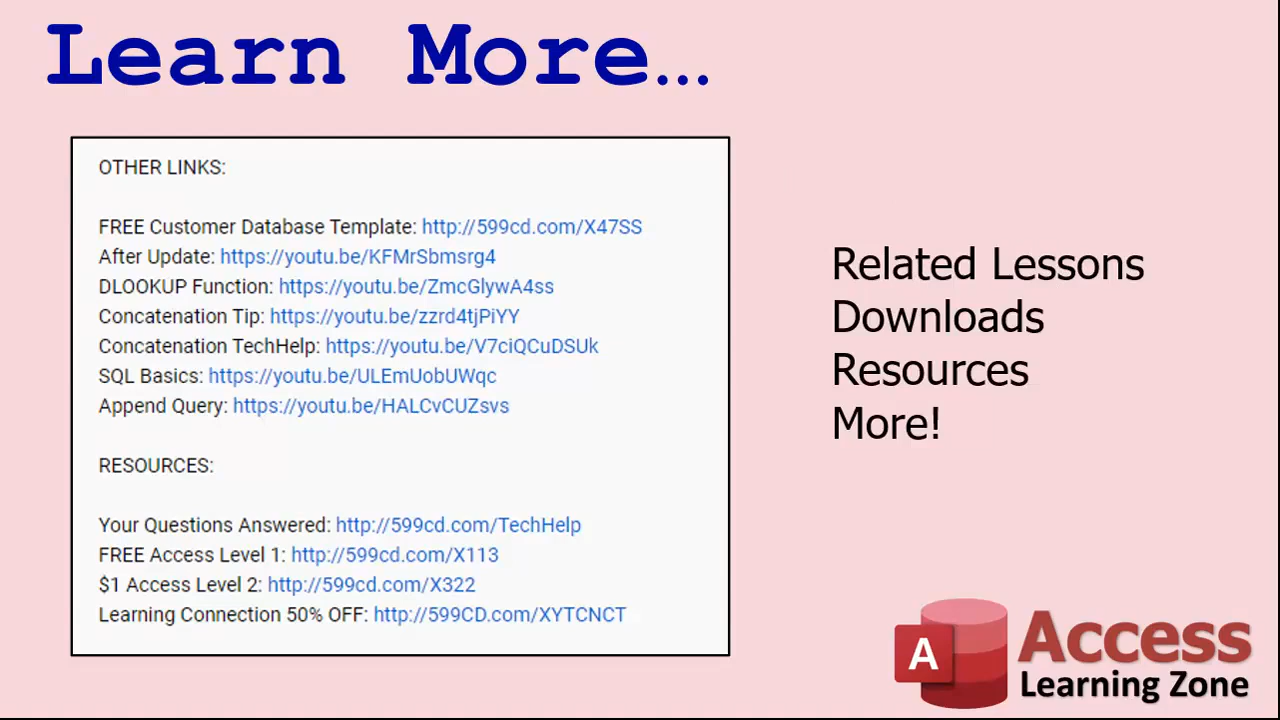 Learn More...
OTHER LINKS:
FREE Customer Database Template: http://599cd.com/X47SS
After Update: https://youtu.be/KFMrSbmsrg4
DLOOKUP Function: https://youtu.be/ZmcGlywA4ss
Concatenation Tip: https://youtu.be/zzrd4tjPiYY
Concatenation TechHelp: https://youtu.be/V7ciQCuDSUk
SQL Basics: https://youtu.be/ULEmUobUWqc
Append Query: https://youtu.be/HALCvCUZsvs
RESOURCES:
Your Questions Answered: http://599cd.com/TechHelp
FREE Access Level 1: http://599cd.com/X113
$1 Access Level 2: http://599cd.com/X322
Learning Connection 50% OFF: http://599CD.com/XYTCNCT
Related Lessons
Downloads
Resources
More!
A
Access
Learning Zone